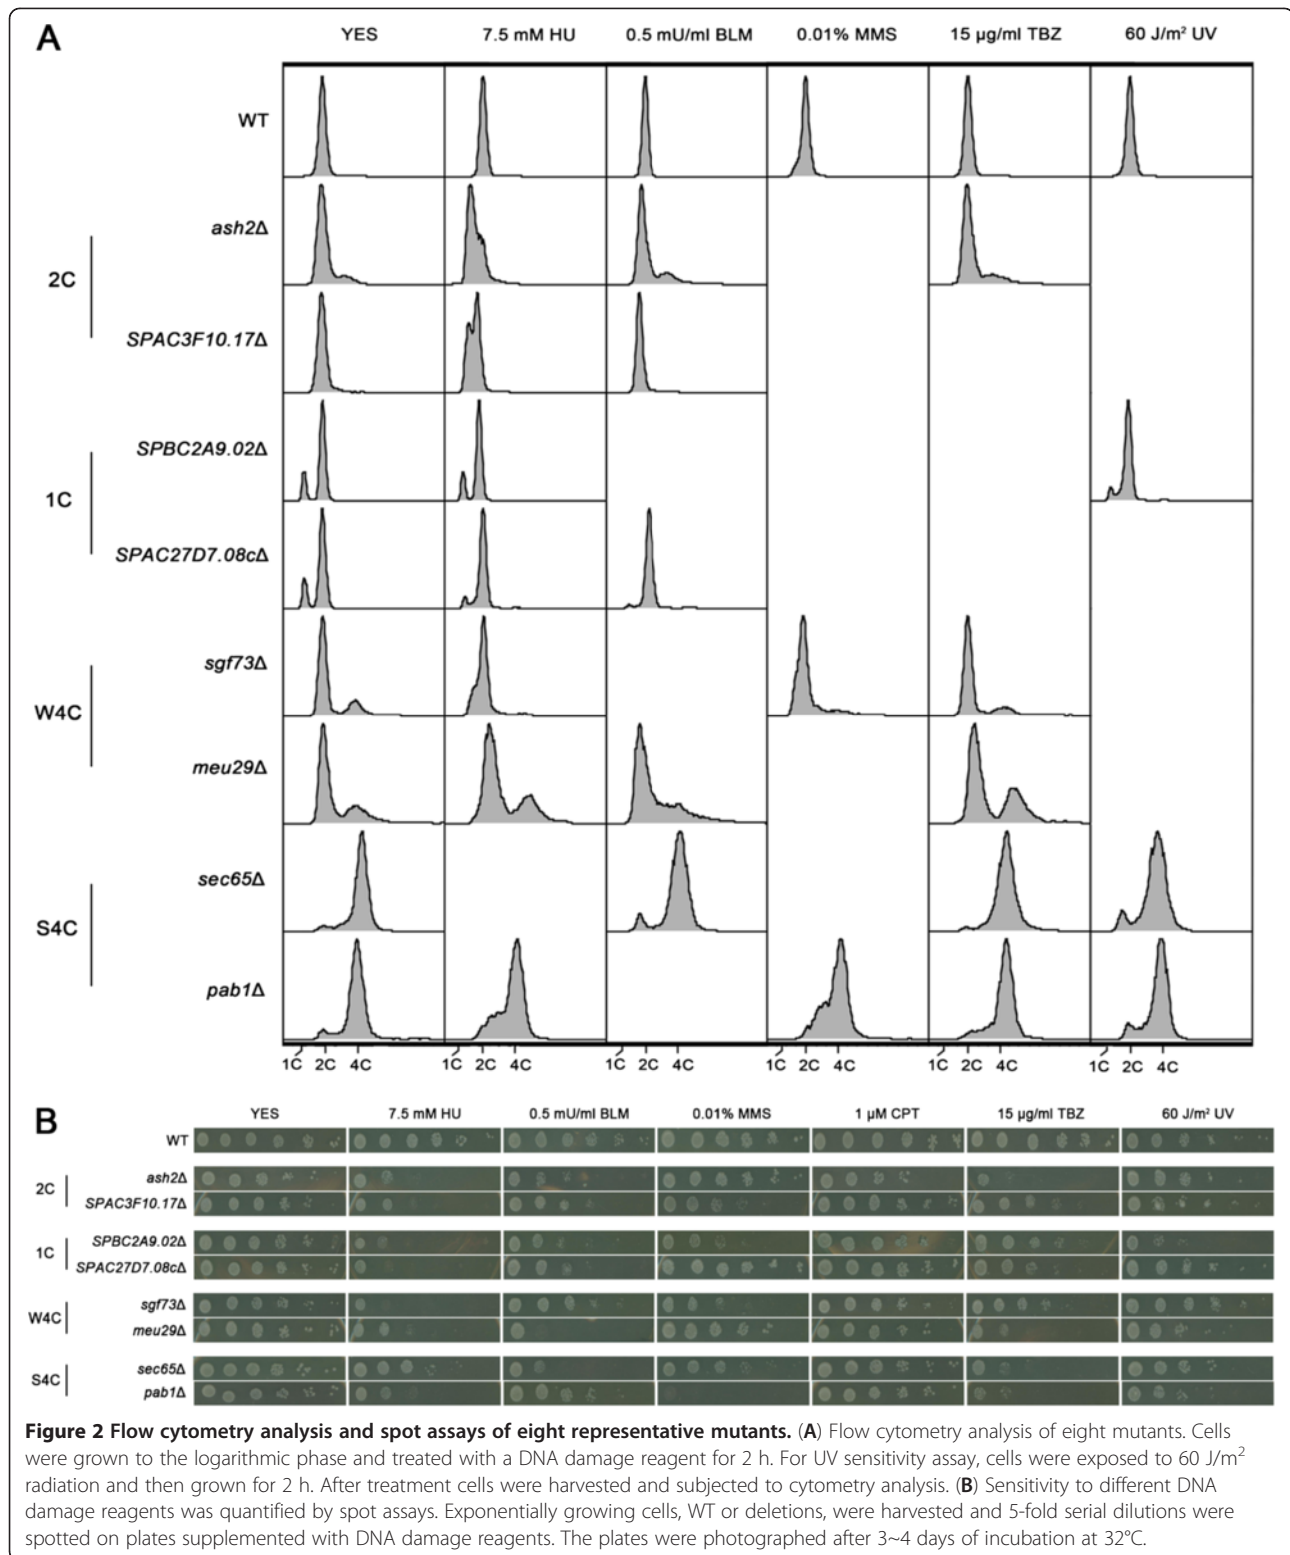 A
YES 7.5 mM HU 0.5 mU/ml BLM 0.01% MMS 15 µg/ml TBZ 60 J/m² UV
WT
ash2Δ
2C
SPAC3F10.17Δ
SPBC2A9.02Δ
1C
SPAC27D7.08cΔ
sgf73Δ
W4C
meu29Δ
sec65Δ
S4C
pab1Δ
1C 2C 4C 1C 2C 4C 1C 2C 4C 1C 2C 4C 1C 2C 4C 1C 2C 4C
B
YES 7.5 mM HU 0.5 mU/ml BLM 0.01% MMS 1 µM CPT 15 µg/ml TBZ 60 J/m² UV
WT
2C
ash2Δ
SPAC3F10.17Δ
1C
SPBC2A9.02Δ
SPAC27D7.08cΔ
W4C
sgf73Δ
meu29Δ
S4C
sec65Δ
pab1Δ
Figure 2 Flow cytometry analysis and spot assays of eight representative mutants. (A) Flow cytometry analysis of eight mutants. Cells
were grown to the logarithmic phase and treated with a DNA damage reagent for 2 h. For UV sensitivity assay, cells were exposed to 60 J/m²
radiation and then grown for 2 h. After treatment cells were harvested and subjected to cytometry analysis. (B) Sensitivity to different DNA
damage reagents was quantified by spot assays. Exponentially growing cells, WT or deletions, were harvested and 5-fold serial dilutions were
spotted on plates supplemented with DNA damage reagents. The plates were photographed after 3~4 days of incubation at 32°C.